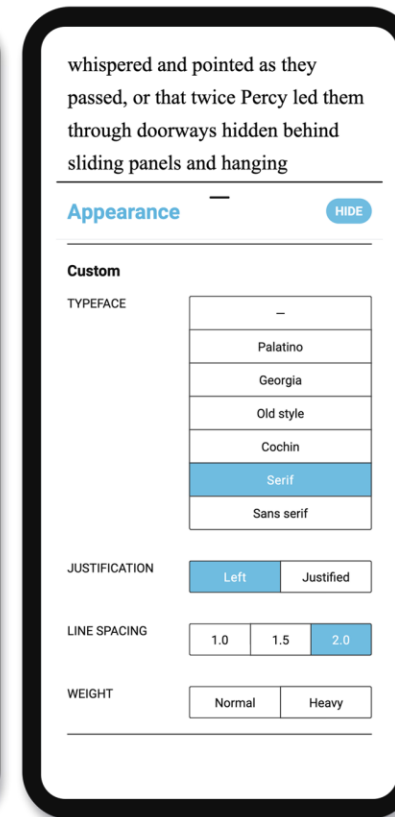 whispered and pointed as they
passed, or that twice Percy led them
through doorways hidden behind
sliding panels and hanging
Appearance
HIDE
Custom
TYPEFACE
—
Palatino
Georgia
Old style
Cochin
Serif
Sans serif
JUSTIFICATION
Left Justified
LINE SPACING
1.0 1.5 2.0
WEIGHT
Normal Heavy